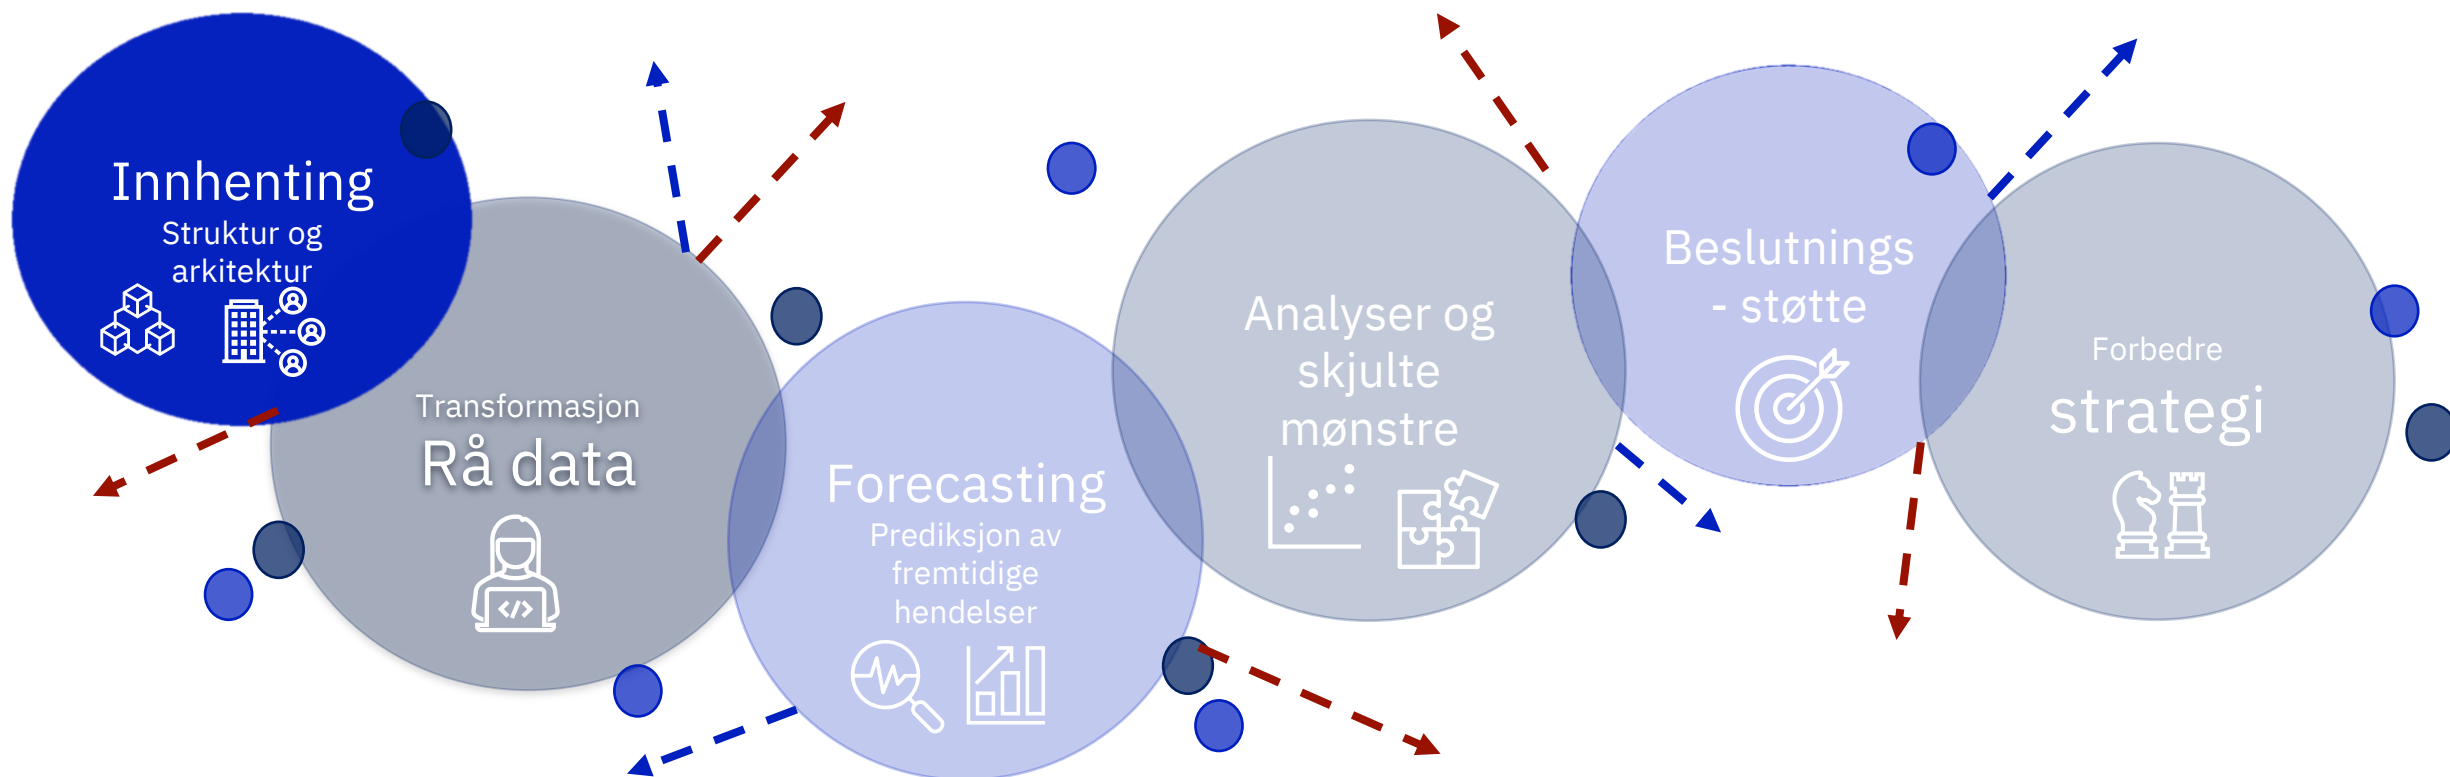 Innhenting
Struktur og
arkitektur
Transformasjon
Rå data
Forecasting
Prediksjon av
fremtidige
hendelser
Analyser og
skjulte
mønstre
Beslutnings
- støtte
Forbedre
strategi